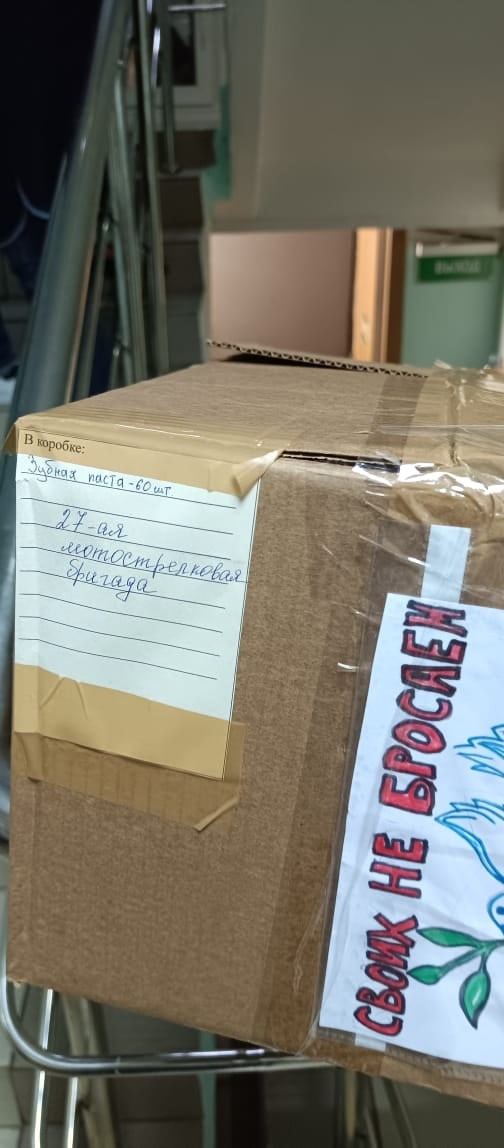 ВЫХОД
В коробке:
Зубная паста - 60 шт
27-ая
мотострелковая
бригада
СВОИХ НЕ БРОСАЕМ